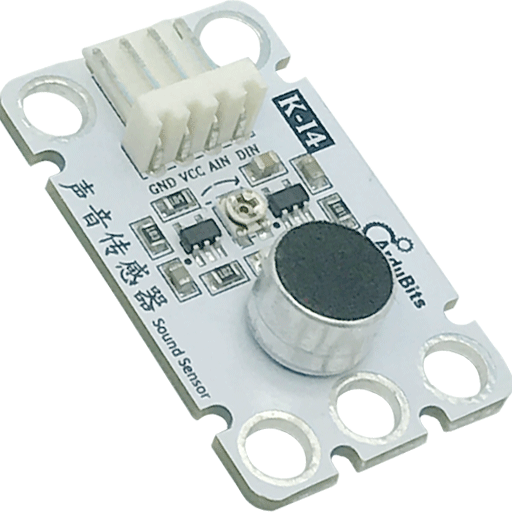 K-14
GND VCC AIN DIN
声音传感器
Sound Sensor
ArduBits